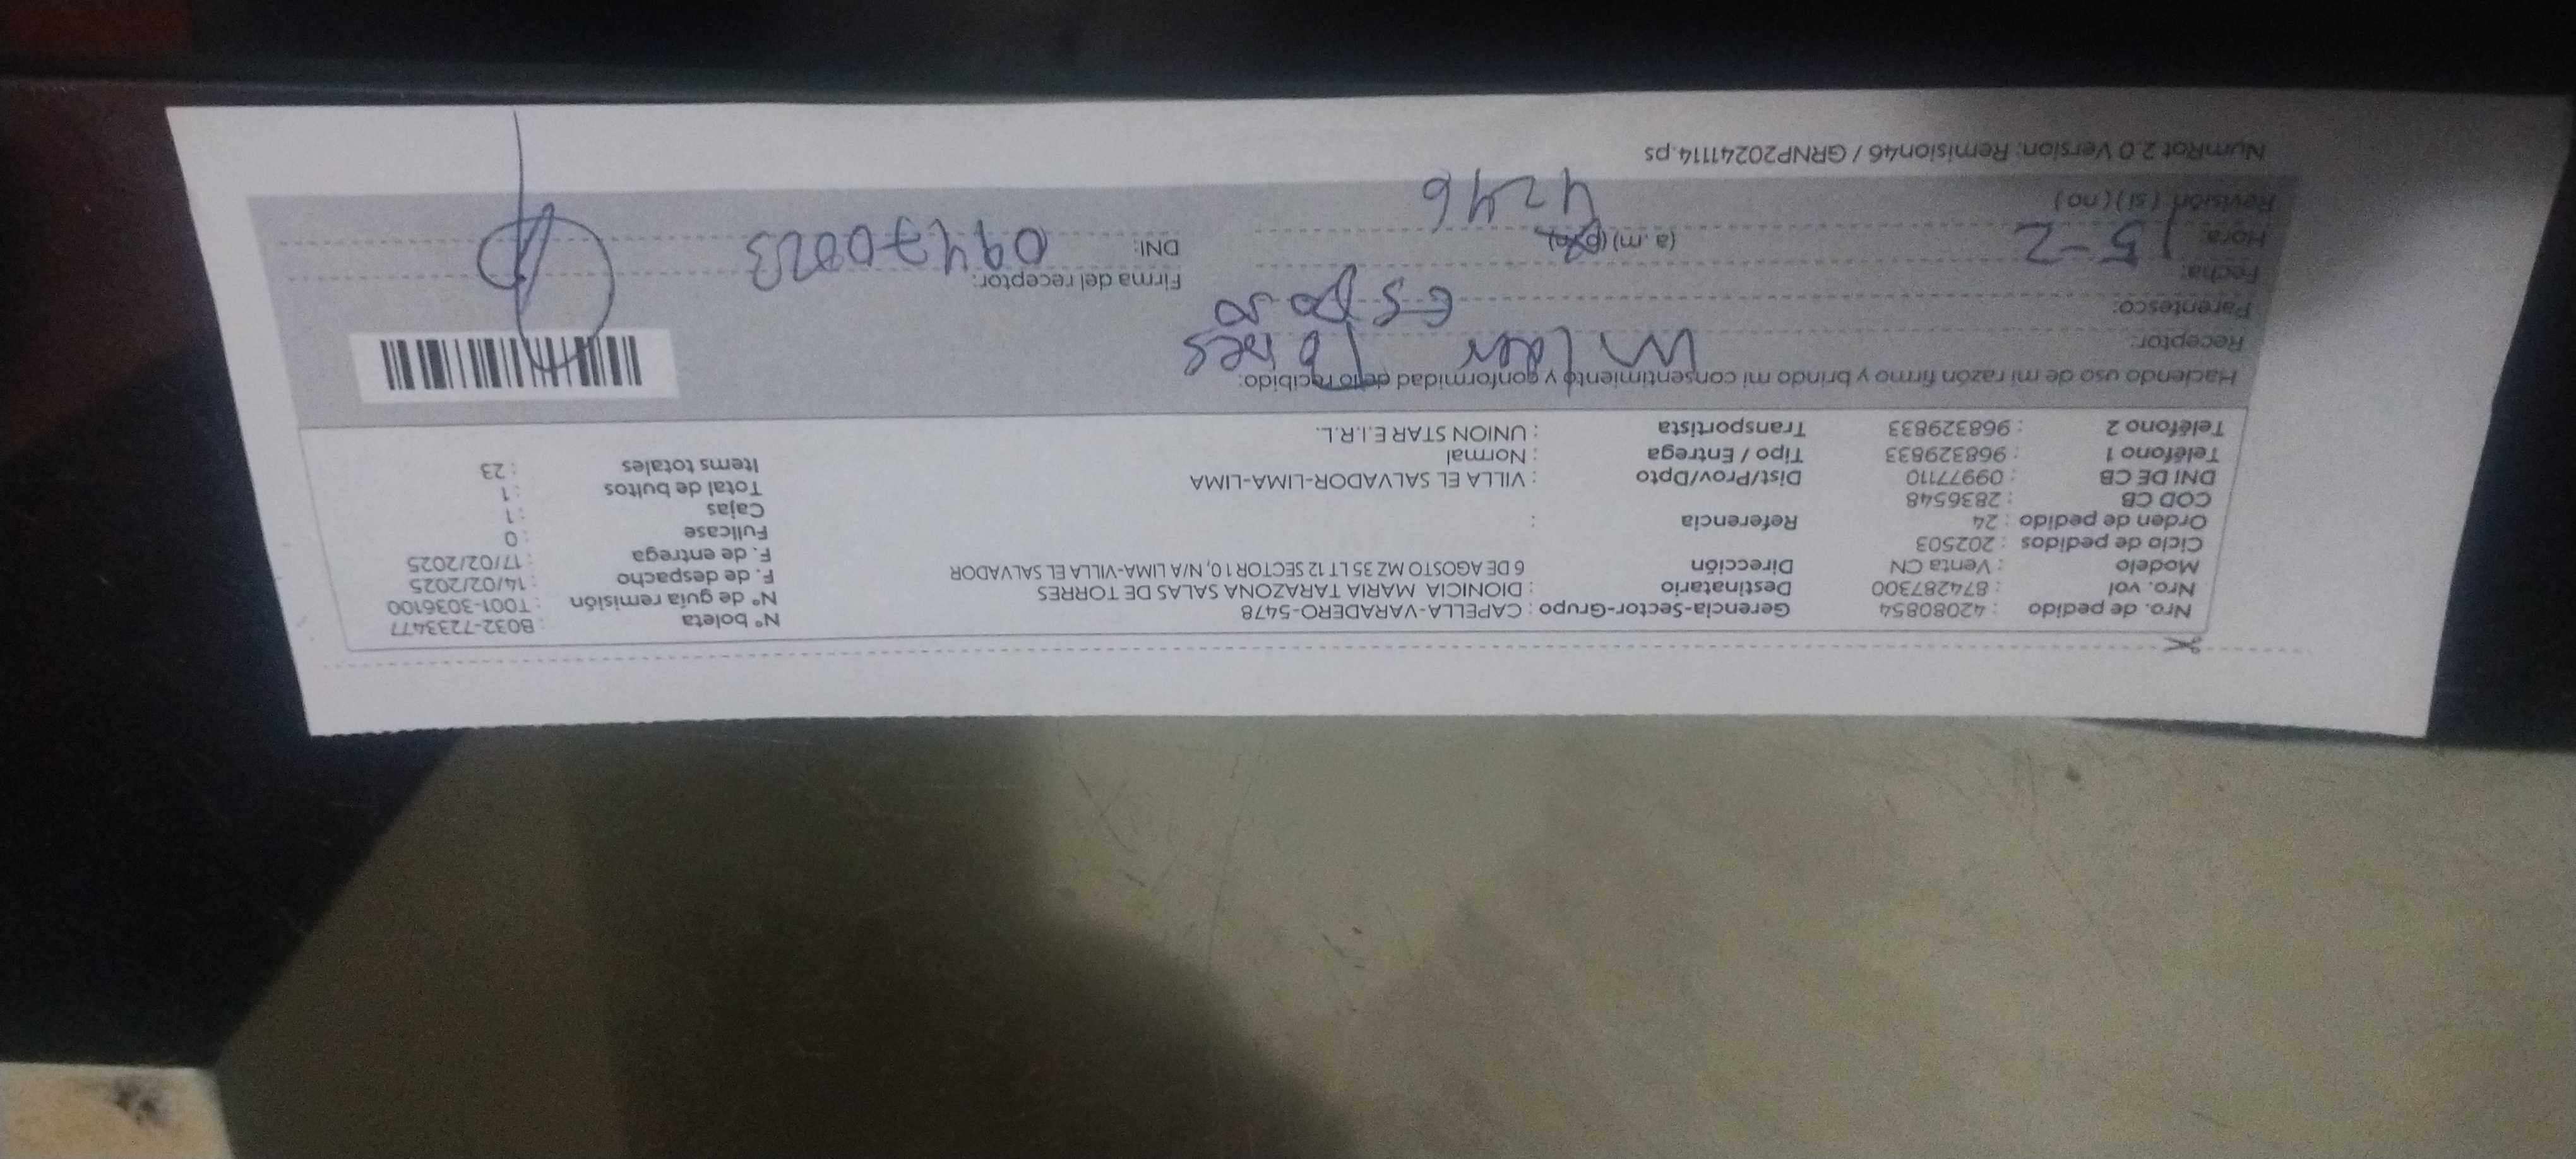 Nro. de pedido : 42080854 Gerencia-Sector-Grupo : CAPELLA-VARADERO-5478 N° boleta : B032-7233477
Nro. vol : 874287300 Destinatario : DIONICIA MARIA TARAZONA SALAS DE TORRES N° de guía remisión : T001-3036100
Modelo : Venta CN Dirección : 6 DE AGOSTO MZ 35 LT 12 SECTOR 10, N/A LIMA-VILLA EL SALVADOR F. de despacho : 14/02/2025
Ciclo de pedidos : 202503 F. de entrega : 17/02/2025
Orden de pedido : 24 Referencia : Fullcase : 0
COD CB : 2836548 Cajas : 1
DNI DE CB : 09977110 Dist/Prov/Dpto : VILLA EL SALVADOR-LIMA-LIMA Total de bultos : 1
Teléfono 1 : 968329833 Tipo / Entrega : Normal Items totales : 23
Teléfono 2 : 968329833 Transportista : UNION STAR E.I.R.L.
Haciendo uso de mi razón firmo y brindo mi consentimiento y conformidad de lo recibido:
Receptor:
Parentesco: esposo
Fecha: 15-2 Firma del receptor:
Hora: (a .m) (p.m) DNI:
Revisión ( si ) ( no ) 4246
NumRot 2.0 Version: Remision46 / GRNP20241114.ps